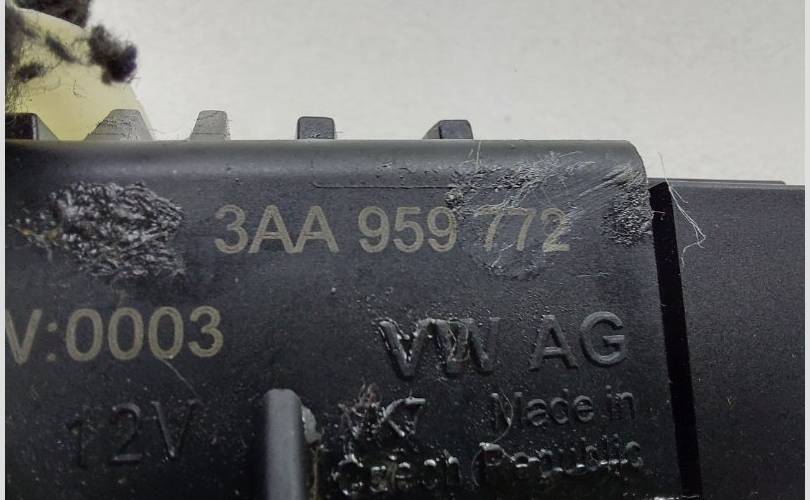 3AA 959 772
V:0003
VW AG
12V
Made in
Czech Republic